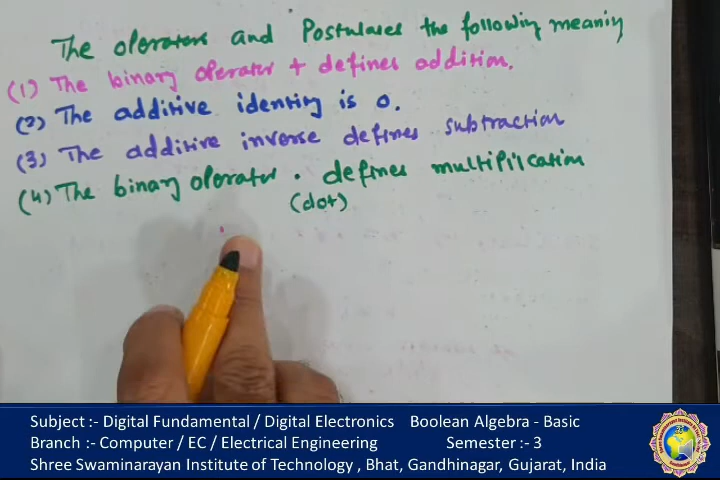 The operators and Postulases the following meaning
(1) The binary operator + defines addition.
(2) The additive identity is 0.
(3) The additive inverse defines subtraction
(4) The binary operator . defines multiplication
(dot)
Subject :- Digital Fundamental / Digital Electronics Boolean Algebra - Basic
Branch :- Computer / EC / Electrical Engineering Semester :- 3
Shree Swaminarayan Institute of Technology , Bhat, Gandhinagar, Gujarat, India